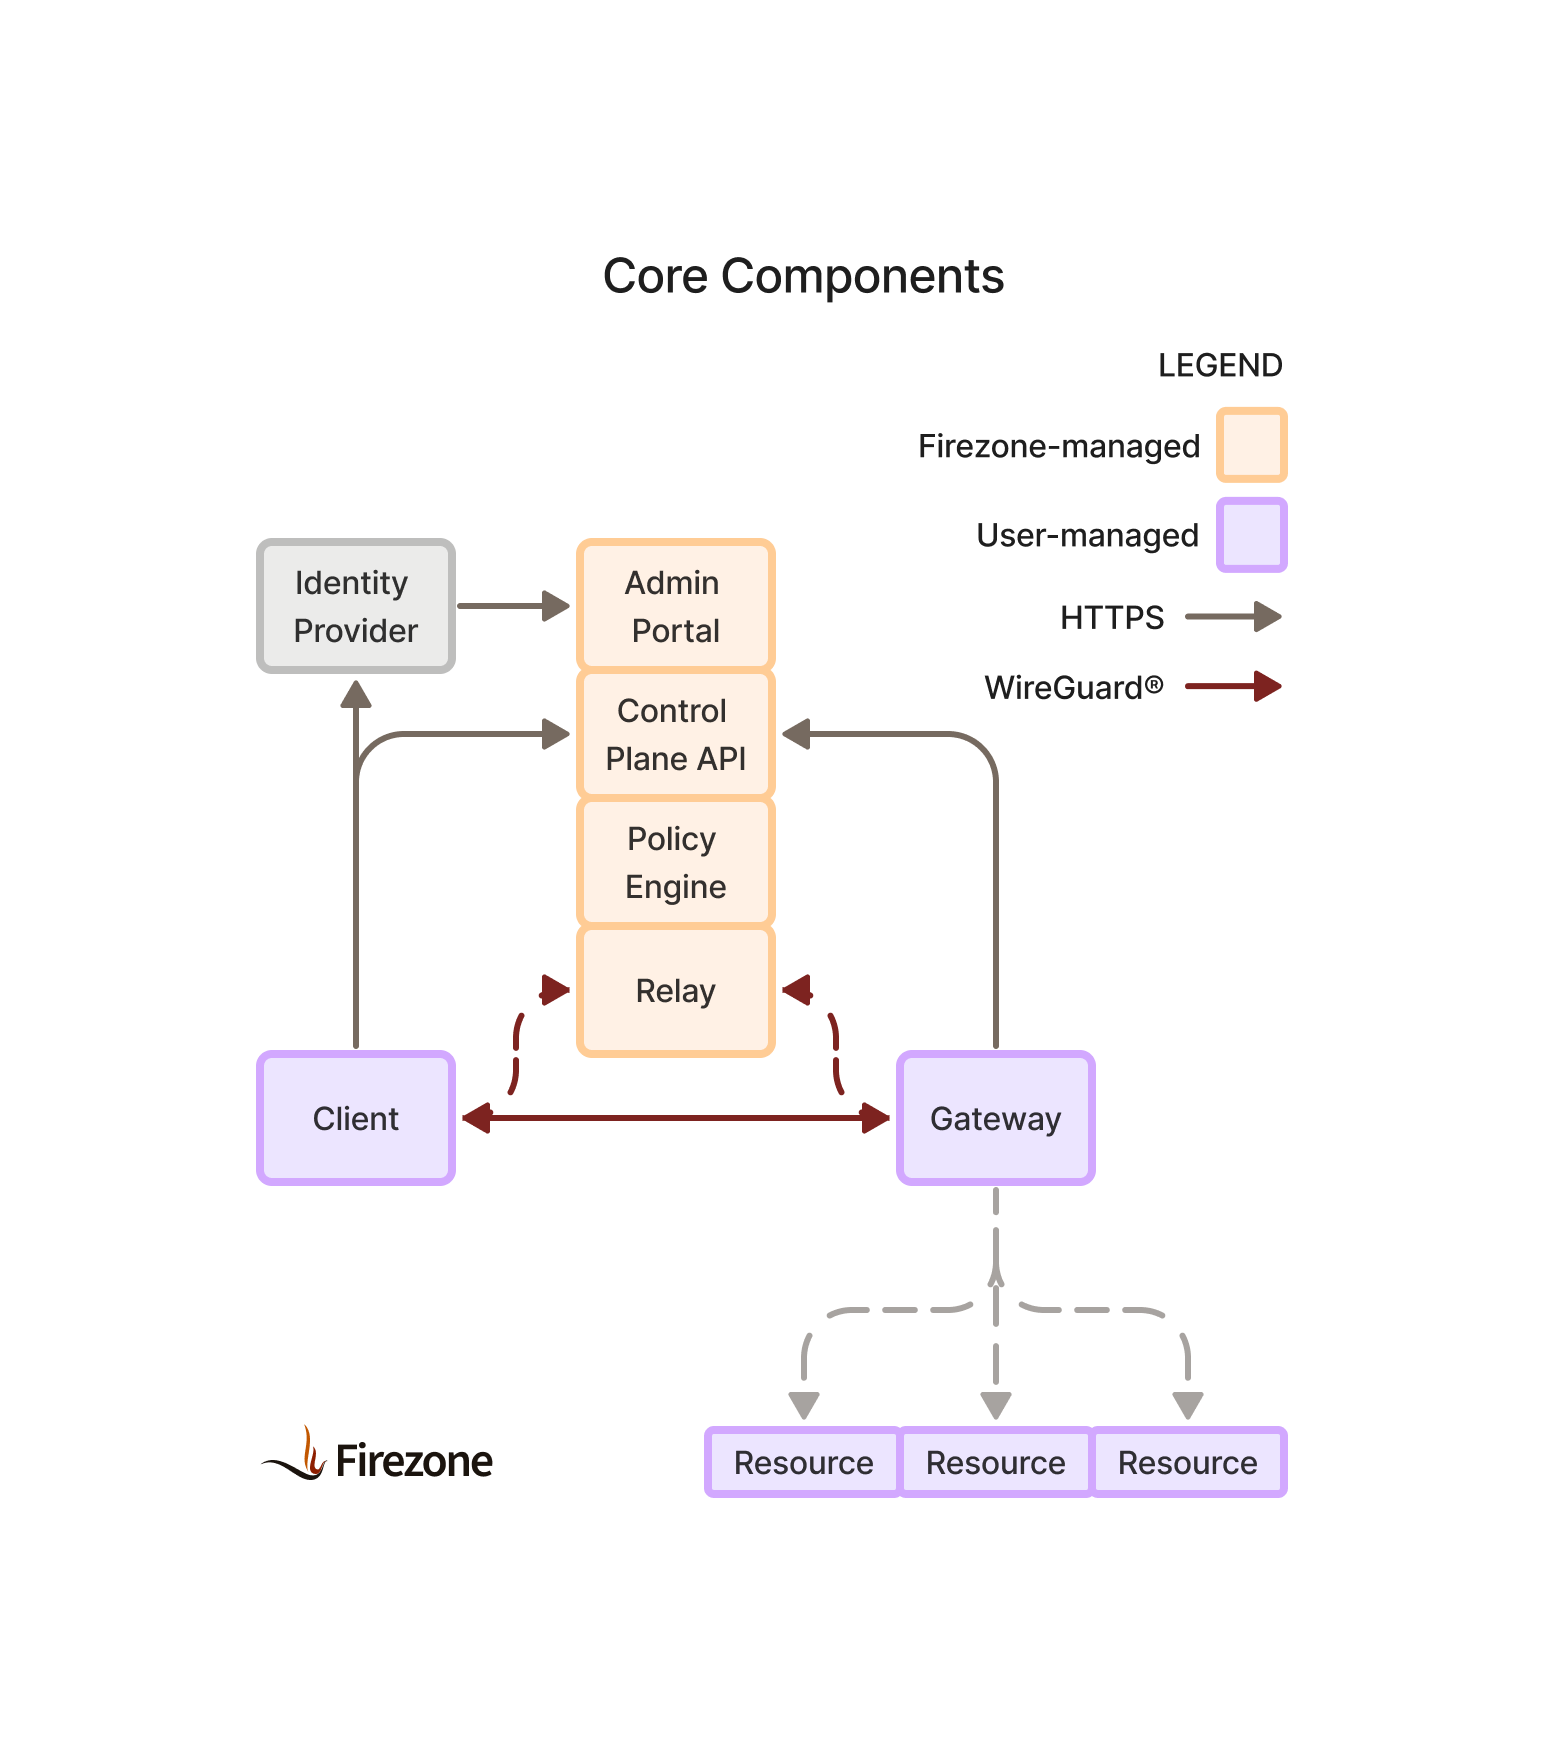 Core Components
LEGEND
Firezone-managed
User-managed
HTTPS
WireGuard®
Identity
Provider
Admin
Portal
Control
Plane API
Policy
Engine
Relay
Client
Gateway
Resource
Resource
Resource
Firezone